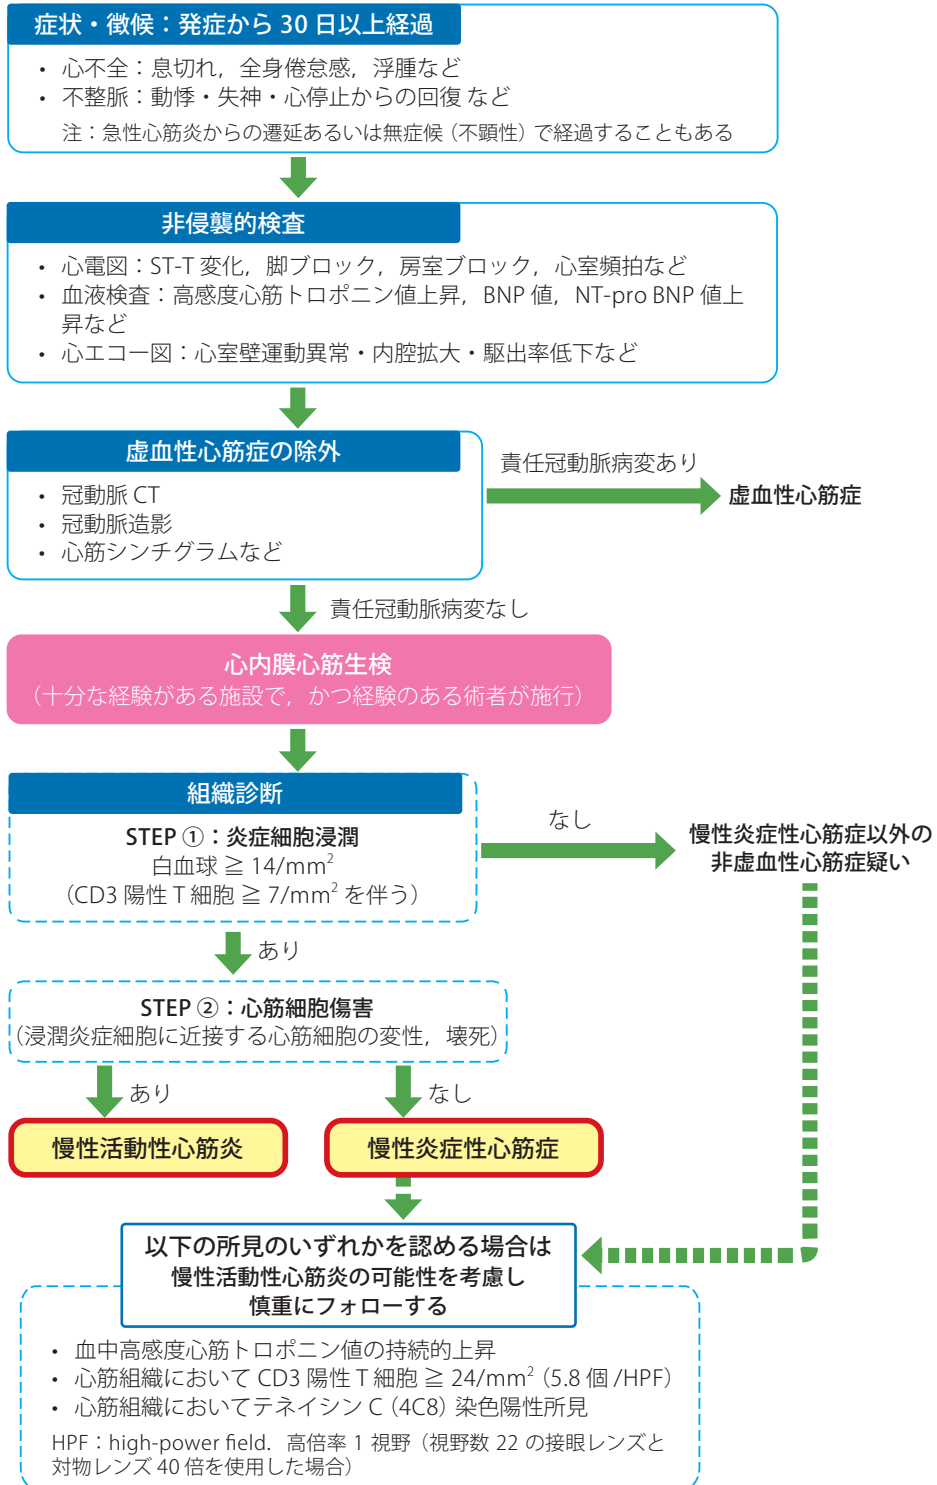 症状・徴候：発症から 30 日以上経過
• 心不全：息切れ，全身倦怠感，浮腫など
• 不整脈：動悸・失神・心停止からの回復 など
注：急性心筋炎からの遷延あるいは無症候（不顕性）で経過することもある
非侵襲的検査
• 心電図：ST-T 変化，脚ブロック，房室ブロック，心室頻拍など
• 血液検査：高感度心筋トロポニン値上昇，BNP 値，NT-pro BNP 値上
昇など
• 心エコー図：心室壁運動異常・内腔拡大・駆出率低下など
虚血性心筋症の除外
• 冠動脈 CT
• 冠動脈造影
• 心筋シンチグラムなど
責任冠動脈病変あり
虚血性心筋症
責任冠動脈病変なし
心内膜心筋生検
（十分な経験がある施設で，かつ経験のある術者が施行）
組織診断
STEP ①：炎症細胞浸潤
白血球 ≧ 14/mm²
（CD3 陽性 T 細胞 ≧ 7/mm² を伴う）
なし
慢性炎症性心筋症以外の
非虚血性心筋症疑い
あり
STEP ②：心筋細胞傷害
（浸潤炎症細胞に近接する心筋細胞の変性，壊死）
あり
なし
慢性活動性心筋炎
慢性炎症性心筋症
以下の所見のいずれかを認める場合は
慢性活動性心筋炎の可能性を考慮し
慎重にフォローする
• 血中高感度心筋トロポニン値の持続的上昇
• 心筋組織において CD3 陽性 T 細胞 ≧ 24/mm²（5.8 個 /HPF）
• 心筋組織においてテネイシン C（4C8）染色陽性所見
HPF：high-power field．高倍率 1 視野（視野数 22 の接眼レンズと
対物レンズ 40 倍を使用した場合）